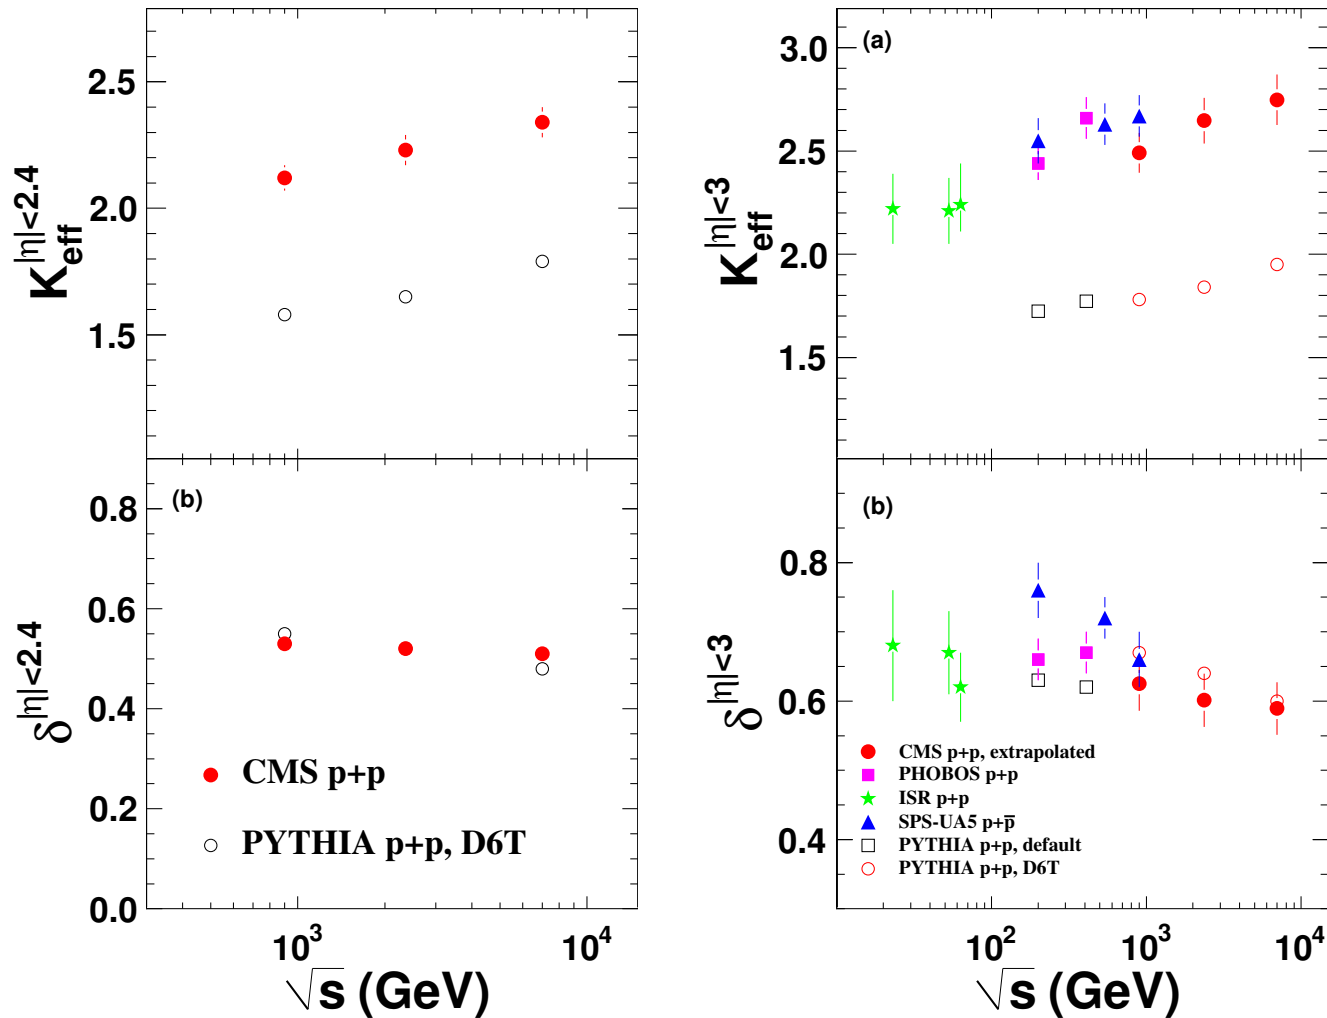 K_eff^|η|<2.4
2.5
2.0
1.5
(b)
δ^|η|<2.4
0.8
0.6
0.4
0.2
0.0
CMS p+p
PYTHIA p+p, D6T
10^3
10^4
√s (GeV)
(a)
K_eff^|η|<3
3.0
2.5
2.0
1.5
(b)
δ^|η|<3
0.8
0.6
0.4
CMS p+p, extrapolated
PHOBOS p+p
ISR p+p
SPS-UA5 p+p̅
PYTHIA p+p, default
PYTHIA p+p, D6T
10^2
10^3
10^4
√s (GeV)